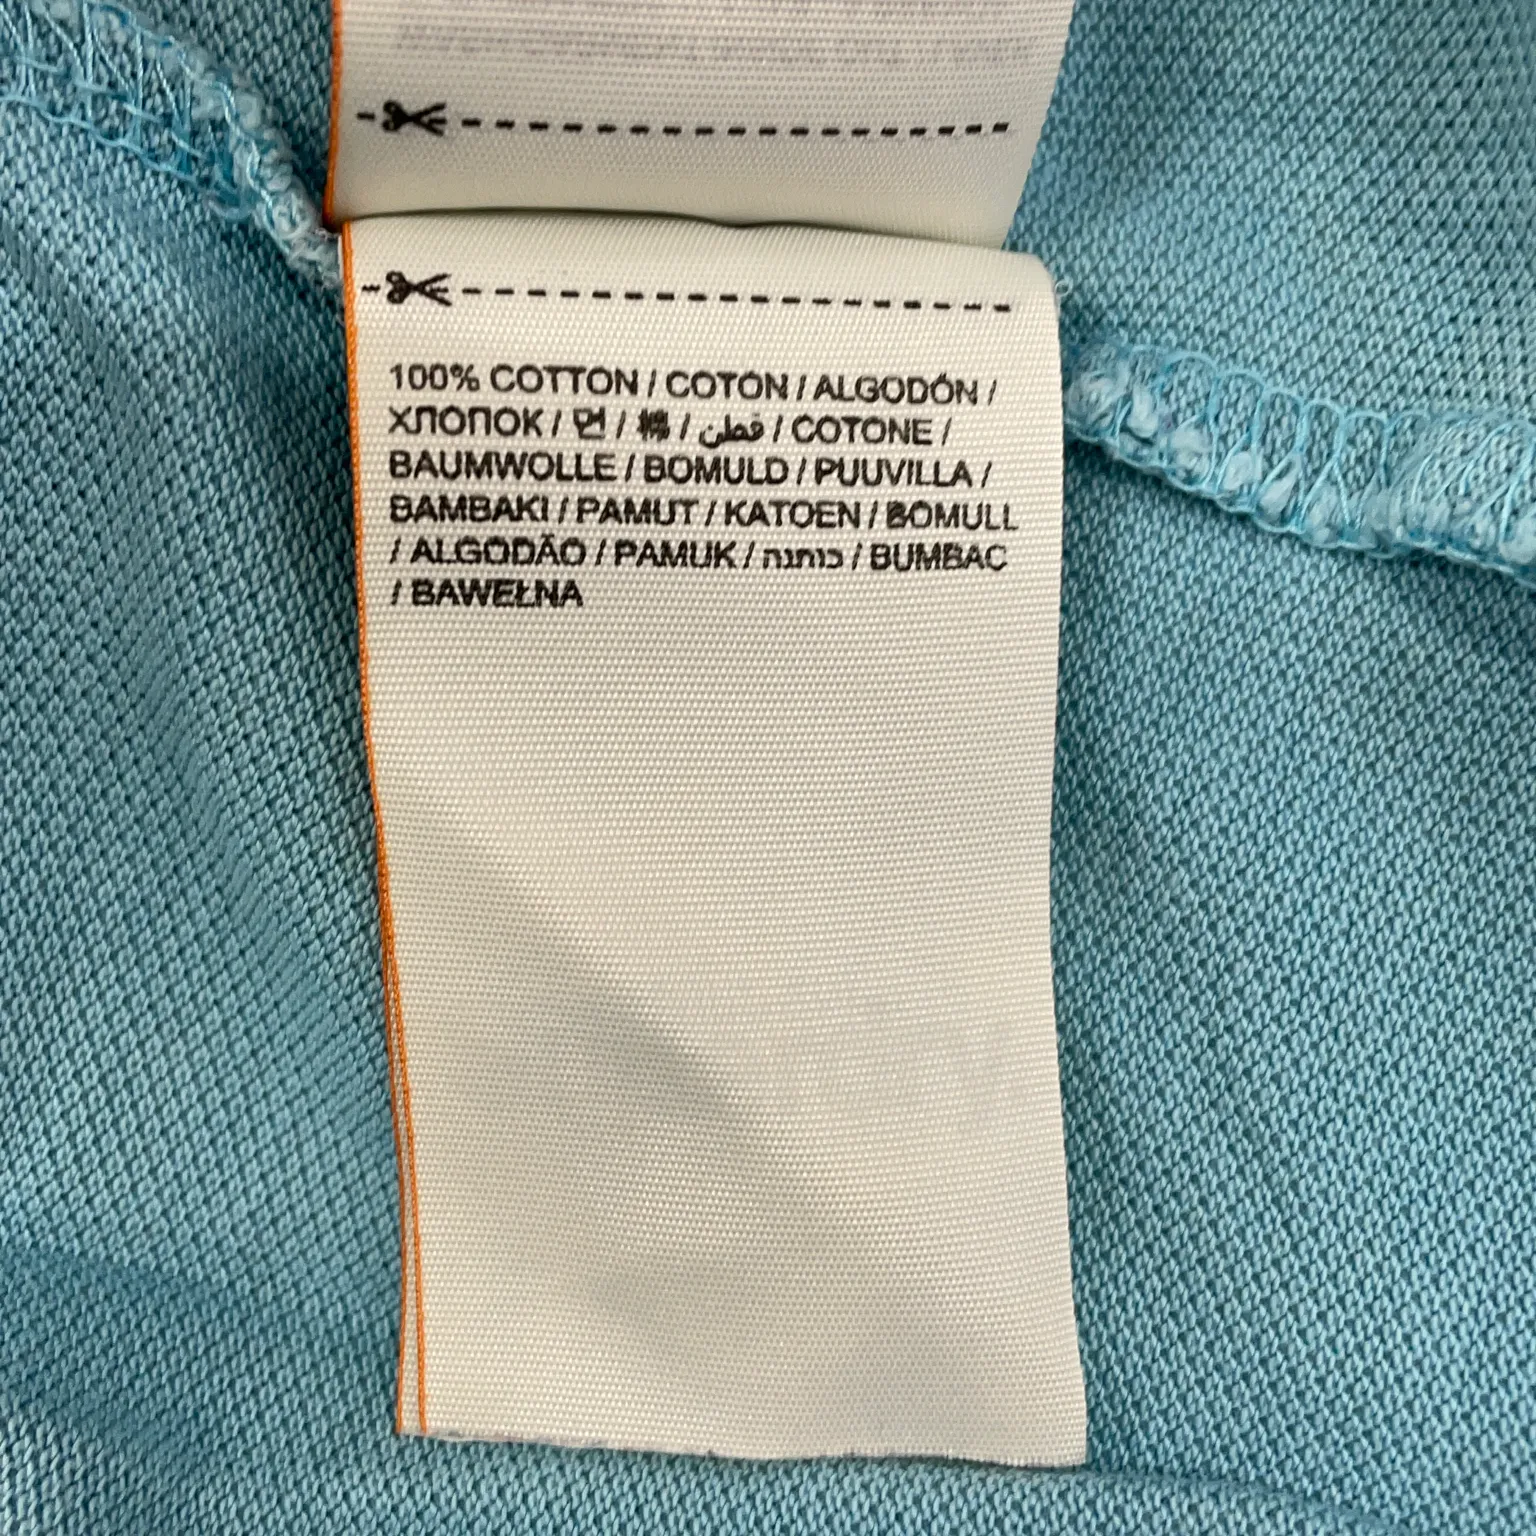 100% COTTON / COTON / ALGODÓN /
ХЛОПОК / 면 / 棉 / قطن / COTONE /
BAUMWOLLE / BOMULD / PUUVILLA /
BAMBAKI / PAMUT / KATOEN / BOMULL
/ ALGODÃO / PAMUK / כותנה / BUMBAC
/ BAWEŁNA